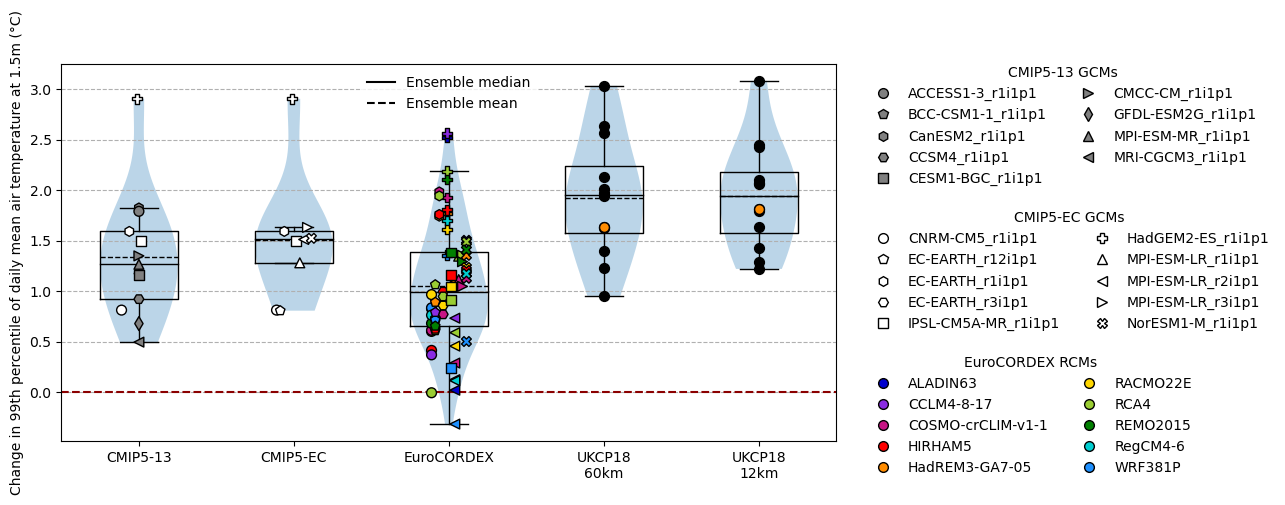 Change in 99th percentile of daily mean air temperature at 1.5m (°C)
3.0
2.5
2.0
1.5
1.0
0.5
0.0
Ensemble median
Ensemble mean
CMIP5-13
CMIP5-EC
EuroCORDEX
UKCP18
60km
UKCP18
12km
CMIP5-13 GCMs
ACCESS1-3_r1i1p1
BCC-CSM1-1_r1i1p1
CanESM2_r1i1p1
CCSM4_r1i1p1
CESM1-BGC_r1i1p1
CMCC-CM_r1i1p1
GFDL-ESM2G_r1i1p1
MPI-ESM-MR_r1i1p1
MRI-CGCM3_r1i1p1
CMIP5-EC GCMs
CNRM-CM5_r1i1p1
EC-EARTH_r12i1p1
EC-EARTH_r1i1p1
EC-EARTH_r3i1p1
IPSL-CM5A-MR_r1i1p1
HadGEM2-ES_r1i1p1
MPI-ESM-LR_r1i1p1
MPI-ESM-LR_r2i1p1
MPI-ESM-LR_r3i1p1
NorESM1-M_r1i1p1
EuroCORDEX RCMs
ALADIN63
CCLM4-8-17
COSMO-crCLIM-v1-1
HIRHAM5
HadREM3-GA7-05
RACMO22E
RCA4
REMO2015
RegCM4-6
WRF381P